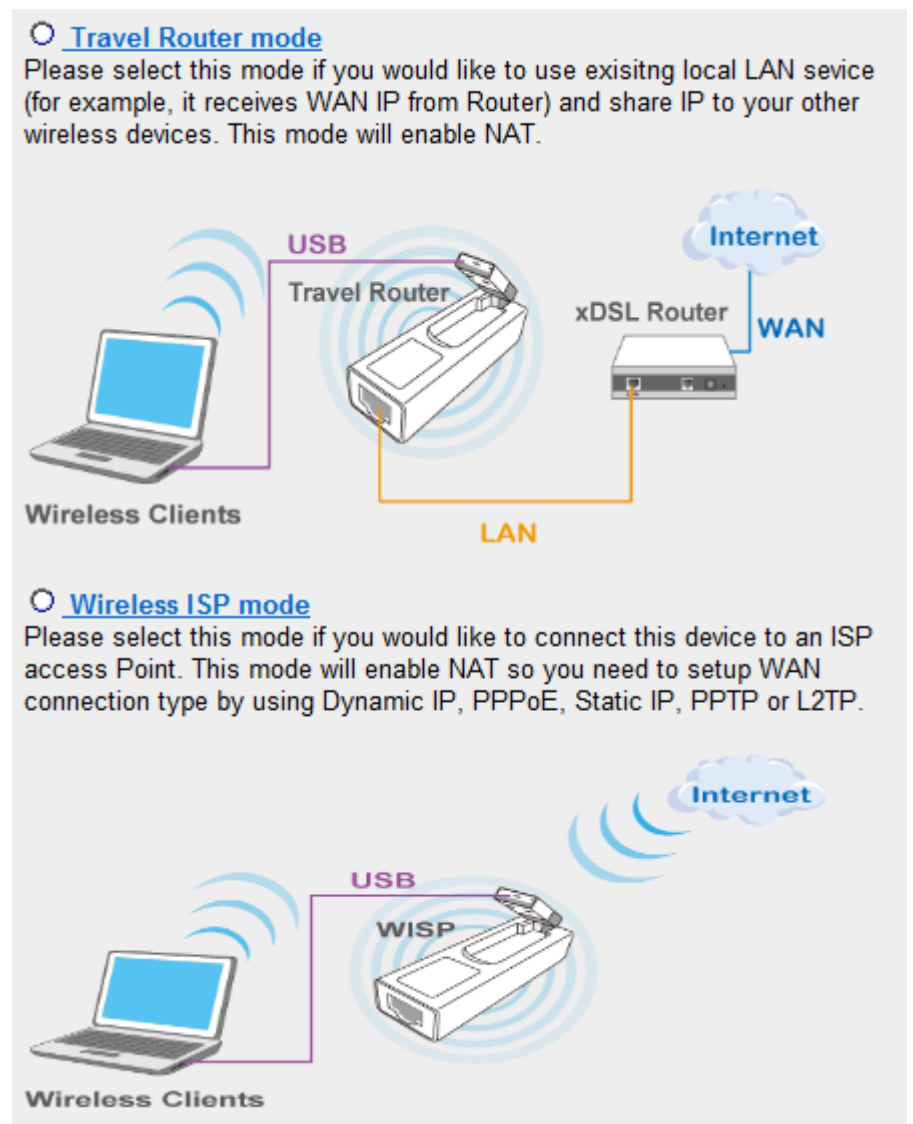 Travel Router mode
Please select this mode if you would like to use exisitng local LAN sevice
(for example, it receives WAN IP from Router) and share IP to your other
wireless devices. This mode will enable NAT.
Internet
USB
Travel Router
xDSL Router
WAN
Wireless Clients
LAN
Wireless ISP mode
Please select this mode if you would like to connect this device to an ISP
access Point. This mode will enable NAT so you need to setup WAN
connection type by using Dynamic IP, PPPoE, Static IP, PPTP or L2TP.
Internet
USB
WISP
Wireless Clients